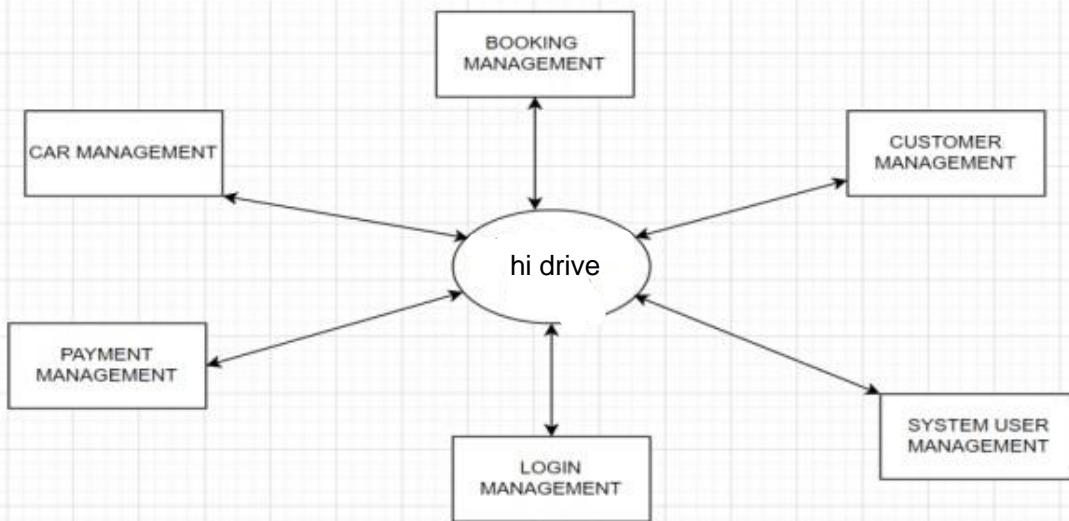 BOOKING
MANAGEMENT
CAR MANAGEMENT
CUSTOMER
MANAGEMENT
hi drive
PAYMENT
MANAGEMENT
SYSTEM USER
MANAGEMENT
LOGIN
MANAGEMENT